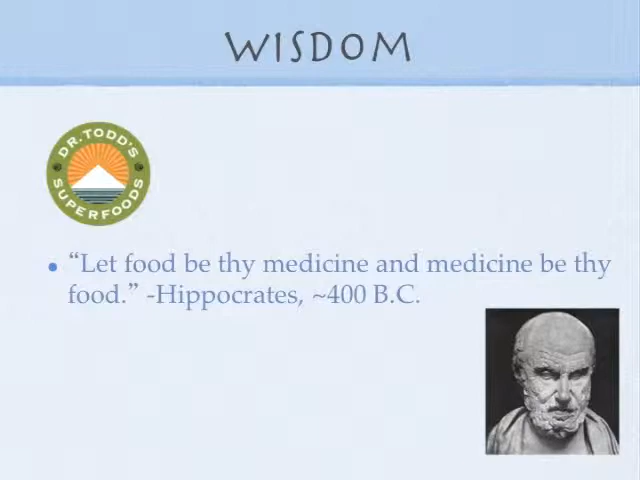 WISDOM
DR. TODD'S
SUPERFOODS
• “Let food be thy medicine and medicine be thy
food.” -Hippocrates, ~400 B.C.